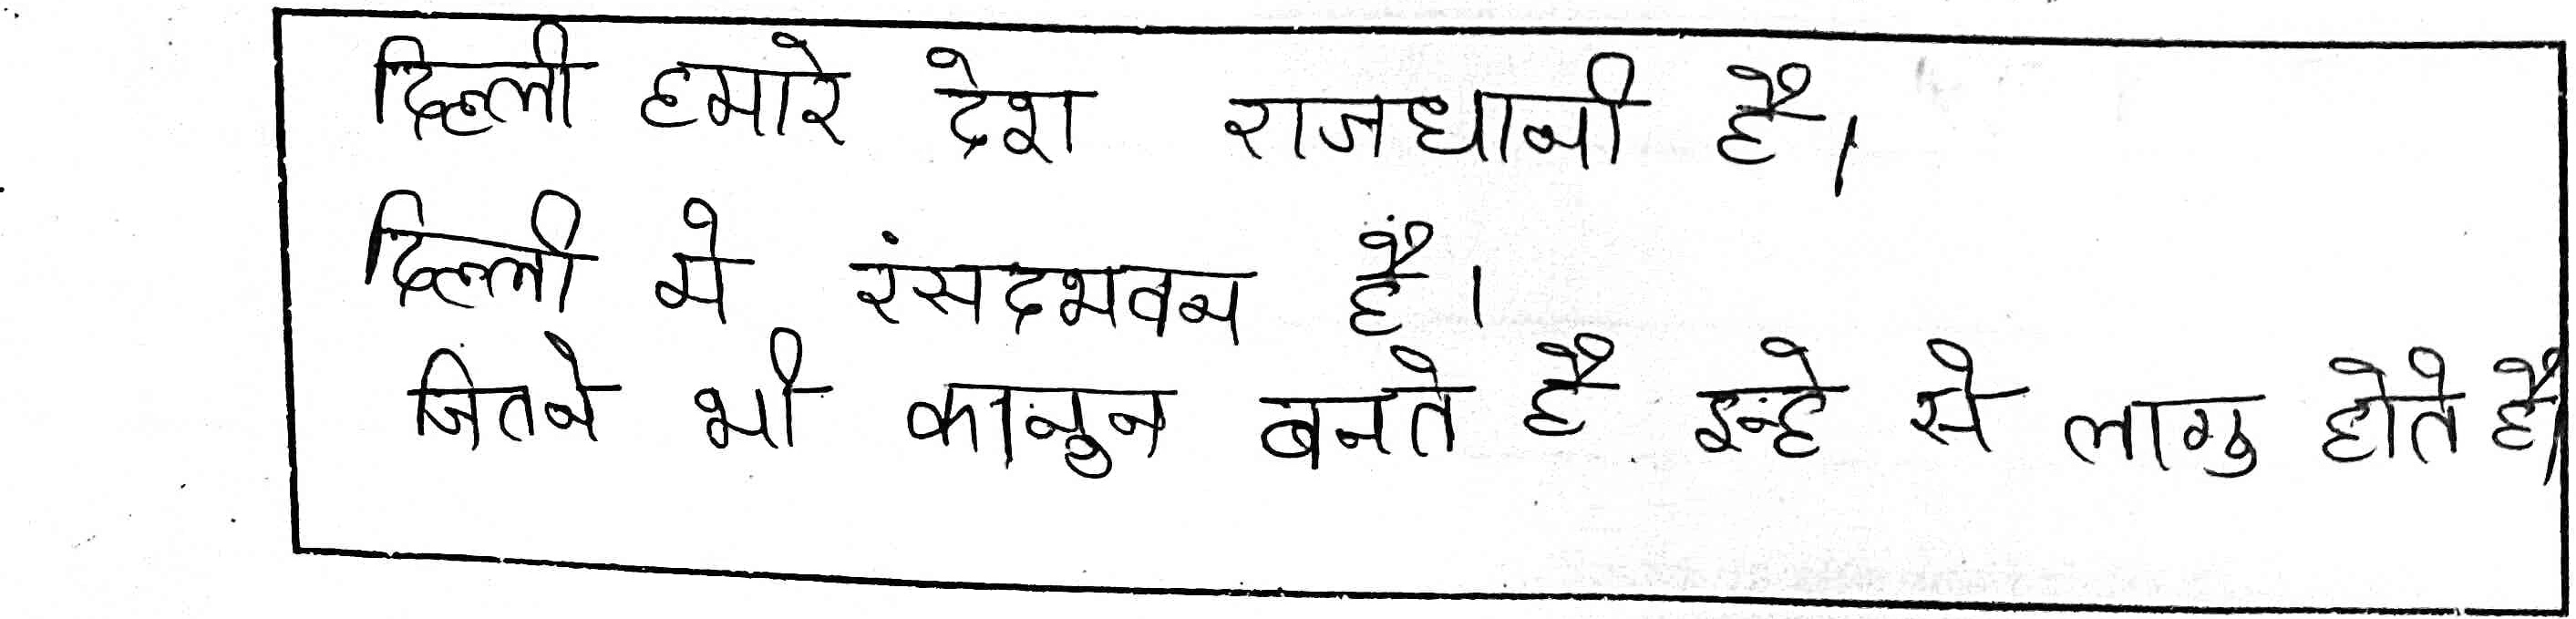 दिल्ली हमारे देश राजधानी है।
दिल्ली मे रंसदभवन हैं।
जितने भी कानुन बनते है इन्हे से लागु होते है।